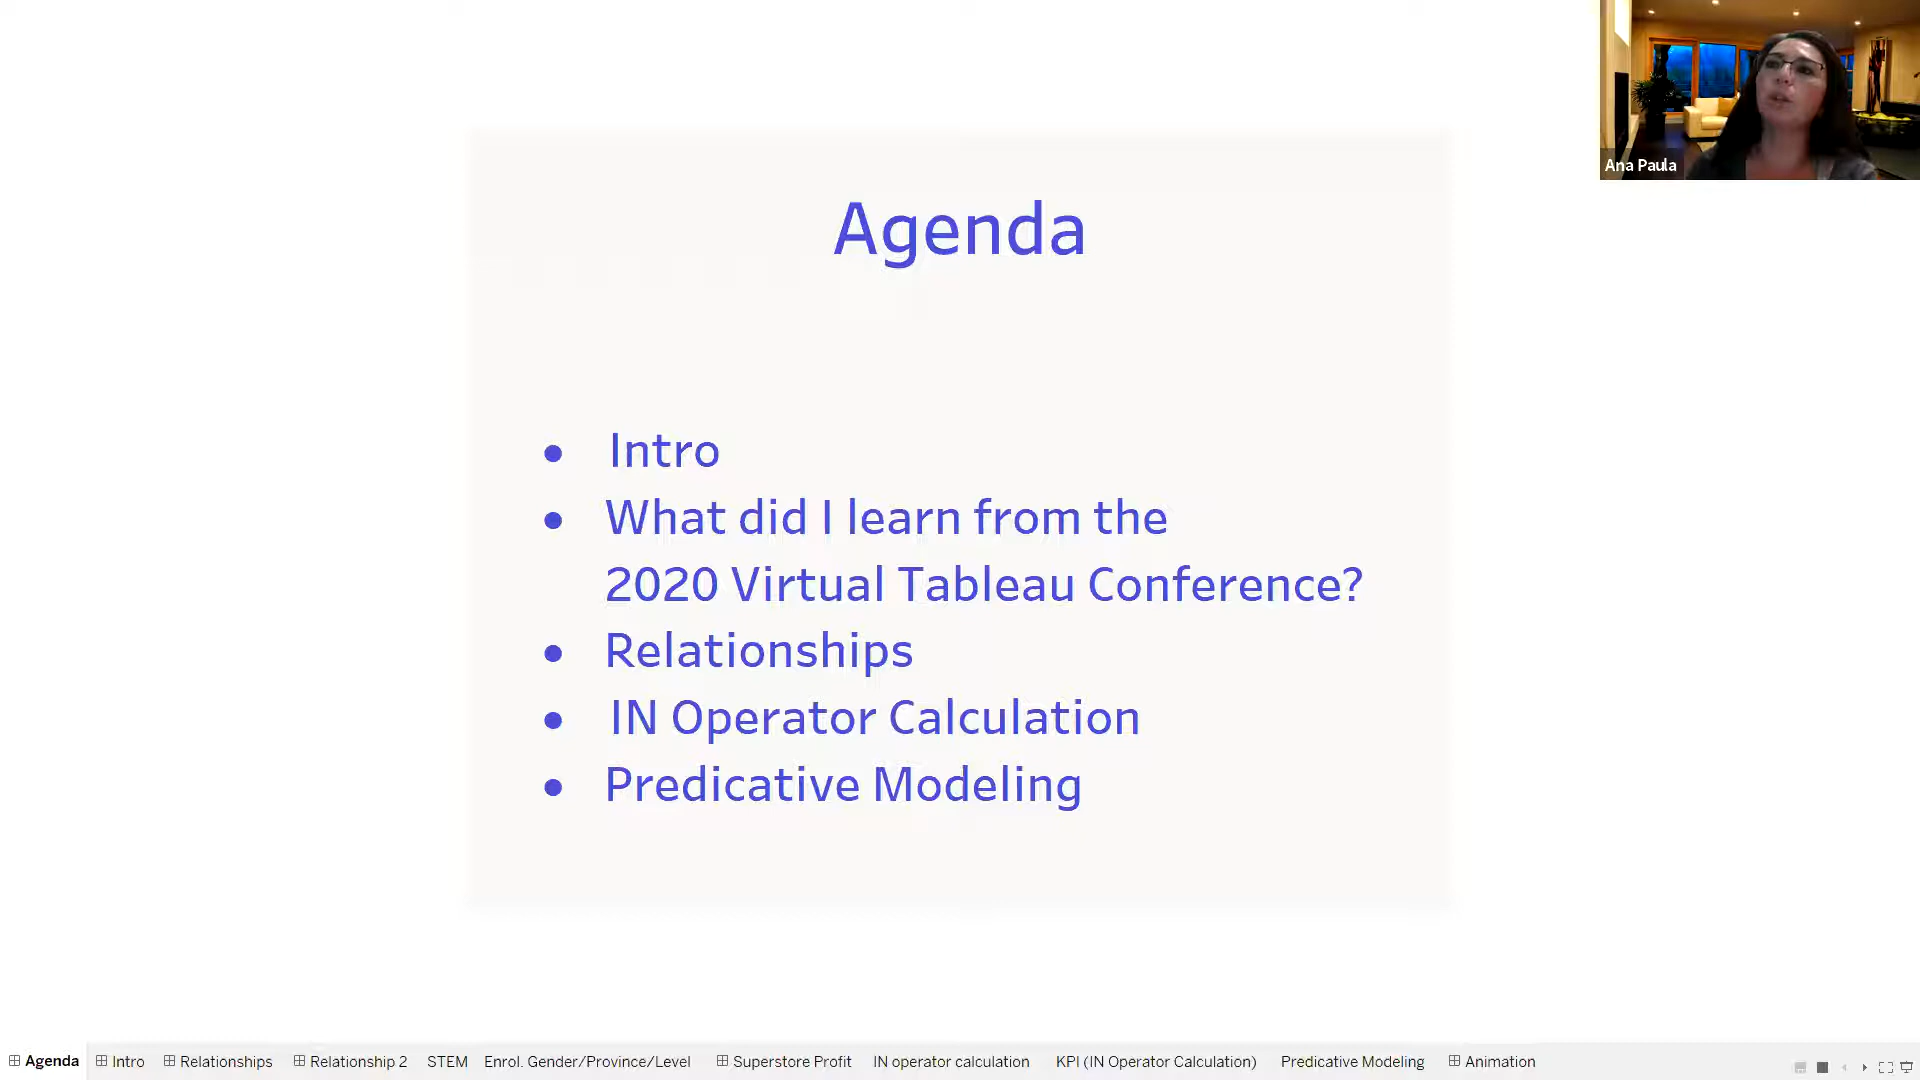 Ana Paula
Agenda
• Intro
• What did I learn from the
2020 Virtual Tableau Conference?
• Relationships
• IN Operator Calculation
• Predicative Modeling
Agenda Intro Relationships Relationship 2 STEM Enrol. Gender/Province/Level Superstore Profit IN operator calculation KPI (IN Operator Calculation) Predicative Modeling Animation